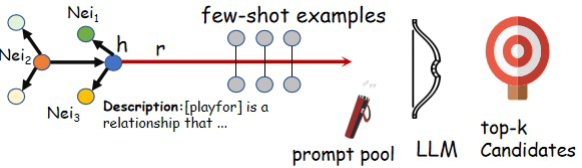 Nei1
few-shot examples
Nei2
h
r
Nei3
Description:[playfor] is a
relationship that ...
prompt pool
LLM
top-k
Candidates